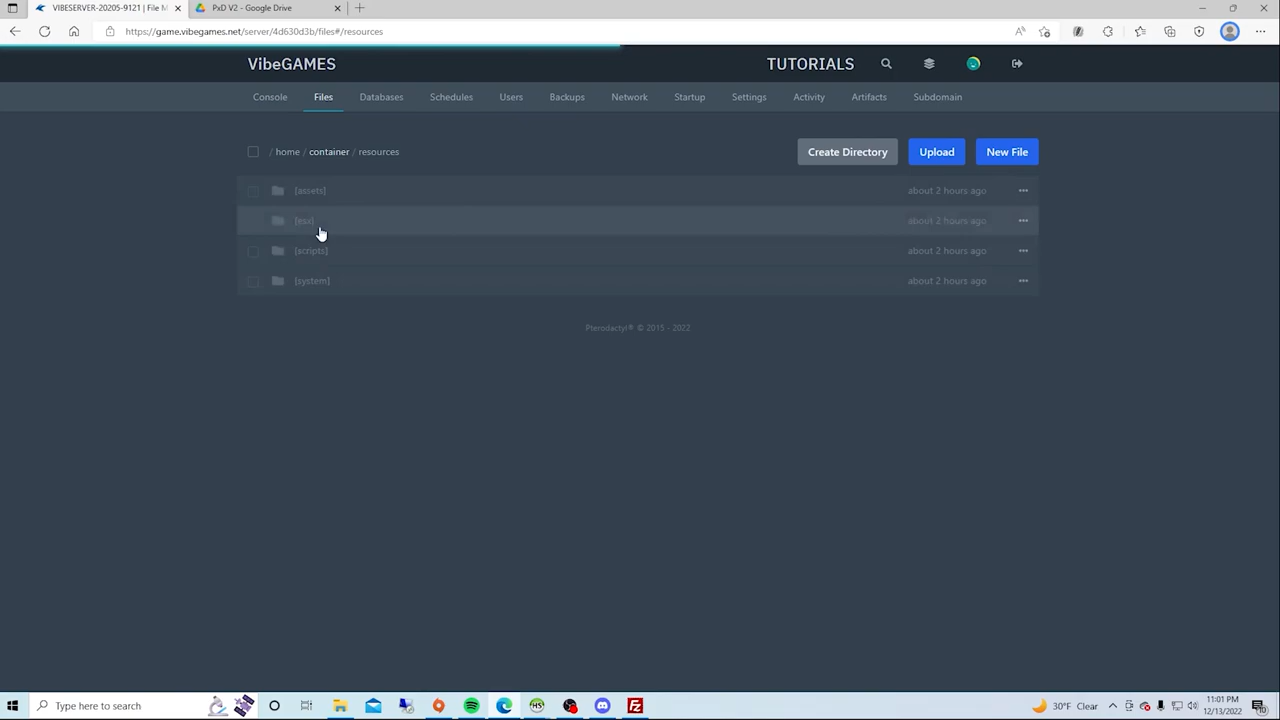 VIBESERVER-20205-9121 | File M
PxD V2 - Google Drive
https://game.vibegames.net/server/4d630d3b/files#/resources
VibeGAMES
TUTORIALS
Console Files Databases Schedules Users Backups Network Startup Settings Activity Artifacts Subdomain
/ home / container / resources
Create Directory Upload New File
[assets] about 2 hours ago
[esx] about 2 hours ago
[scripts] about 2 hours ago
[system] about 2 hours ago
Pterodactyl® © 2015 - 2022
Type here to search
30°F Clear
11:01 PM
12/13/2022